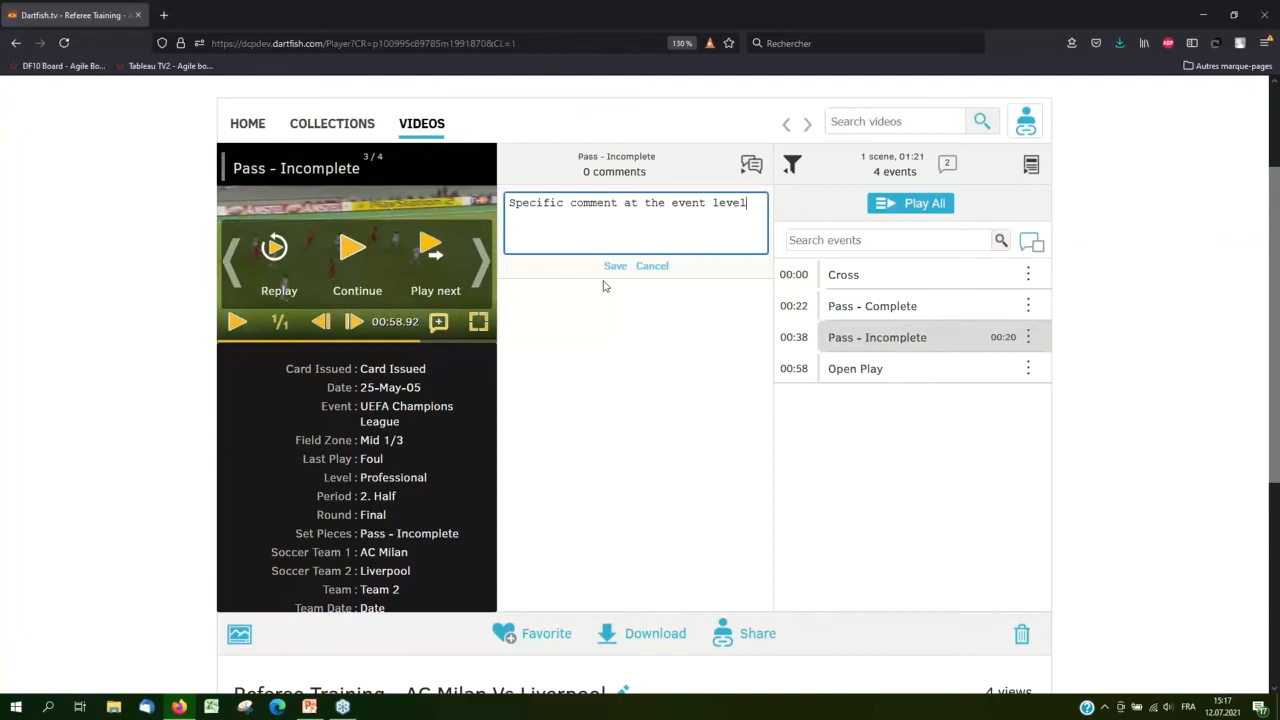 Dartfish.tv - Referee Training -
https://dcpdev.dartfish.com/Player?CR=p100995c89785m1991870&CL=1
130 %
Rechercher
DF10 Board - Agile Bo...
Tableau TV2 - Agile bo...
Autres marque-pages
HOME
COLLECTIONS
VIDEOS
Search videos
Pass - Incomplete
3 / 4
Replay
Continue
Play next
1/1
00:58.92
Card Issued : Card Issued
Date : 25-May-05
Event : UEFA Champions
League
Field Zone : Mid 1/3
Last Play : Foul
Level : Professional
Period : 2. Half
Round : Final
Set Pieces : Pass - Incomplete
Soccer Team 1 : AC Milan
Soccer Team 2 : Liverpool
Team : Team 2
Team Date : Date
Pass - Incomplete
0 comments
Specific comment at the event level
Save Cancel
1 scene, 01:21
4 events
2
Play All
Search events
00:00 Cross
00:22 Pass - Complete
00:38 Pass - Incomplete 00:20
00:58 Open Play
Favorite
Download
Share
Referee Training - AC Milan Vs Liverpool
4 views
FRA
15:17
12.07.2021
17